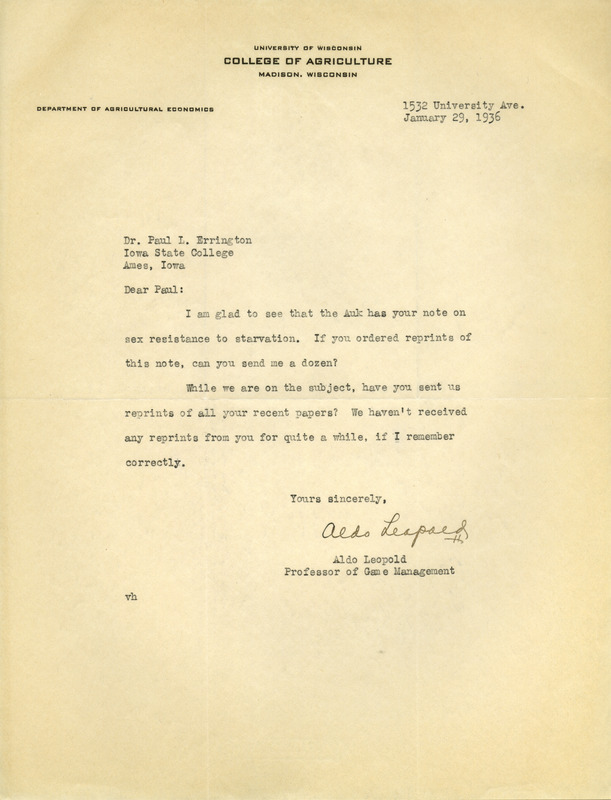 UNIVERSITY OF WISCONSIN
COLLEGE OF AGRICULTURE
MADISON, WISCONSIN
DEPARTMENT OF AGRICULTURAL ECONOMICS
1532 University Ave.
January 29, 1936
Dr. Paul L. Errington
Iowa State College
Ames, Iowa
Dear Paul:
I am glad to see that the Auk has your note on
sex resistance to starvation. If you ordered reprints of
this note, can you send me a dozen?
While we are on the subject, have you sent us
reprints of all your recent papers? We haven't received
any reprints from you for quite a while, if I remember
correctly.
Yours sincerely,
Aldo Leopold
Aldo Leopold
Professor of Game Management
vh